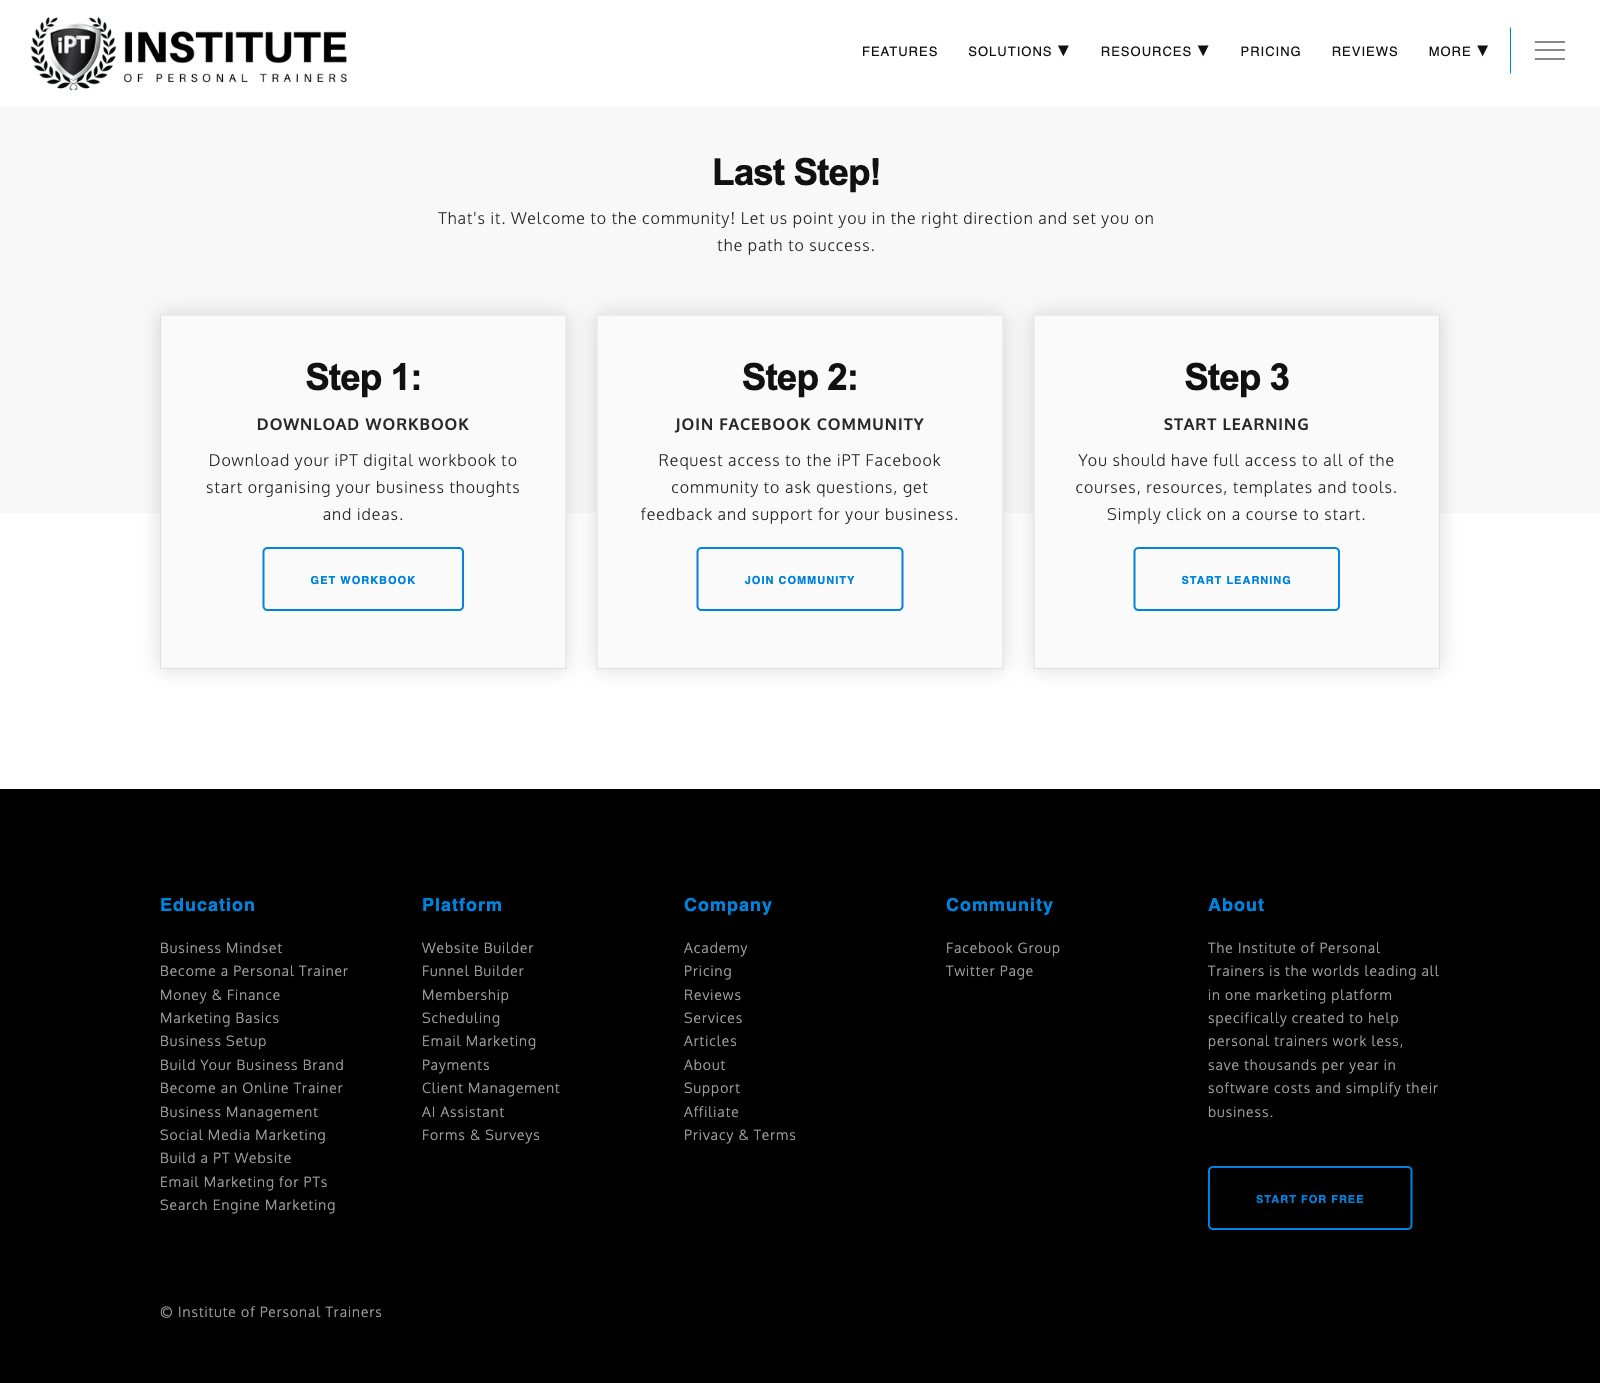 iPT INSTITUTE
OF PERSONAL TRAINERS
FEATURES SOLUTIONS ▼ RESOURCES ▼ PRICING REVIEWS MORE ▼
Last Step!
That's it. Welcome to the community! Let us point you in the right direction and set you on
the path to success.
Step 1:
DOWNLOAD WORKBOOK
Download your iPT digital workbook to
start organising your business thoughts
and ideas.
GET WORKBOOK
Step 2:
JOIN FACEBOOK COMMUNITY
Request access to the iPT Facebook
community to ask questions, get
feedback and support for your business.
JOIN COMMUNITY
Step 3
START LEARNING
You should have full access to all of the
courses, resources, templates and tools.
Simply click on a course to start.
START LEARNING
Education
Business Mindset
Become a Personal Trainer
Money & Finance
Marketing Basics
Business Setup
Build Your Business Brand
Become an Online Trainer
Business Management
Social Media Marketing
Build a PT Website
Email Marketing for PTs
Search Engine Marketing
Platform
Website Builder
Funnel Builder
Membership
Scheduling
Email Marketing
Payments
Client Management
AI Assistant
Forms & Surveys
Company
Academy
Pricing
Reviews
Services
Articles
About
Support
Affiliate
Privacy & Terms
Community
Facebook Group
Twitter Page
About
The Institute of Personal
Trainers is the worlds leading all
in one marketing platform
specifically created to help
personal trainers work less,
save thousands per year in
software costs and simplify their
business.
START FOR FREE
© Institute of Personal Trainers